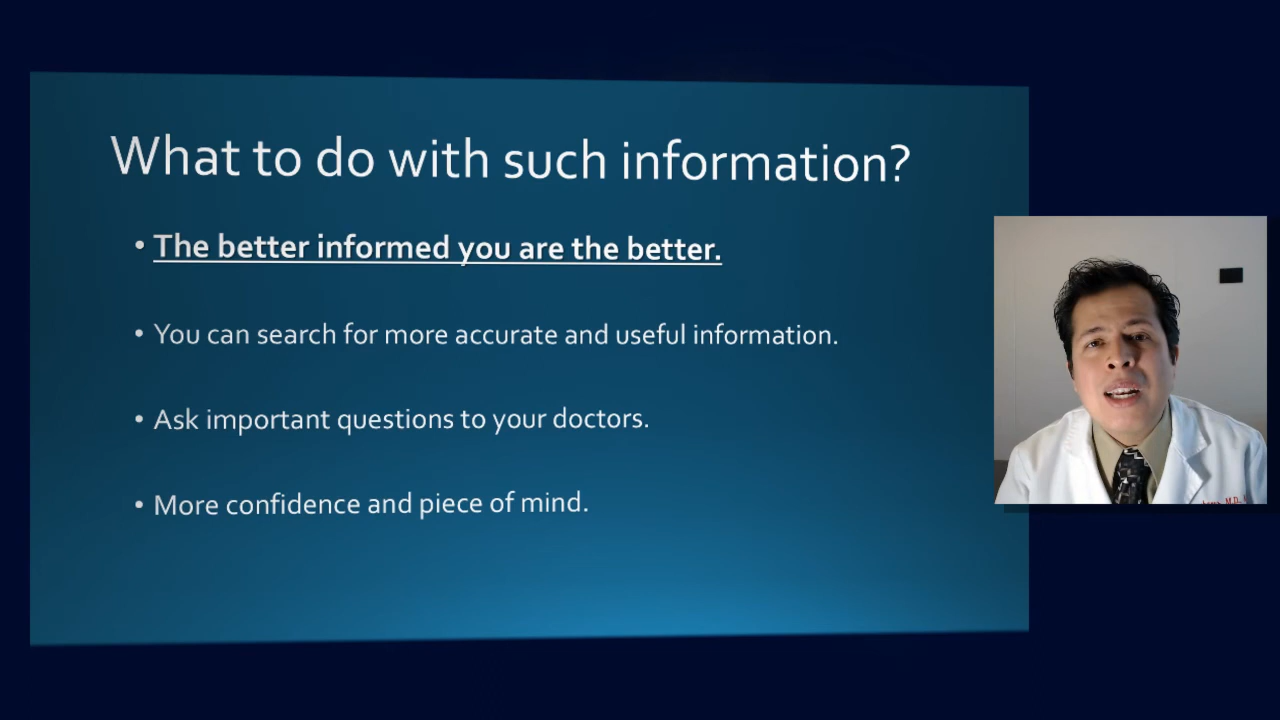 What to do with such information?
• The better informed you are the better.
• You can search for more accurate and useful information.
• Ask important questions to your doctors.
• More confidence and piece of mind.
M.D.